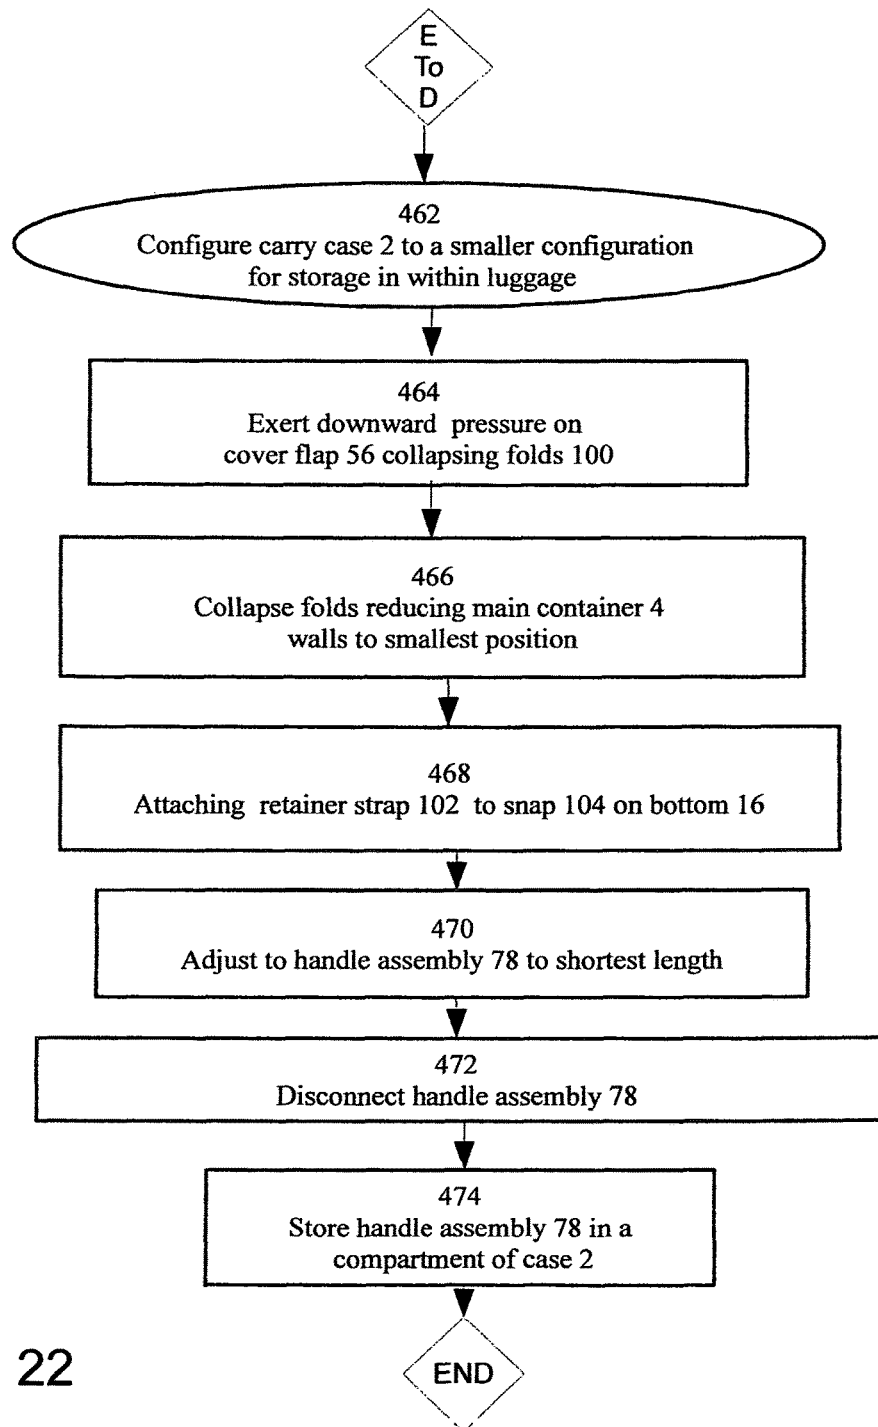 E
To
D
462
Configure carry case 2 to a smaller configuration
for storage in within luggage
464
Exert downward pressure on
cover flap 56 collapsing folds 100
466
Collapse folds reducing main container 4
walls to smallest position
468
Attaching retainer strap 102 to snap 104 on bottom 16
470
Adjust to handle assembly 78 to shortest length
472
Disconnect handle assembly 78
474
Store handle assembly 78 in a
compartment of case 2
22
END